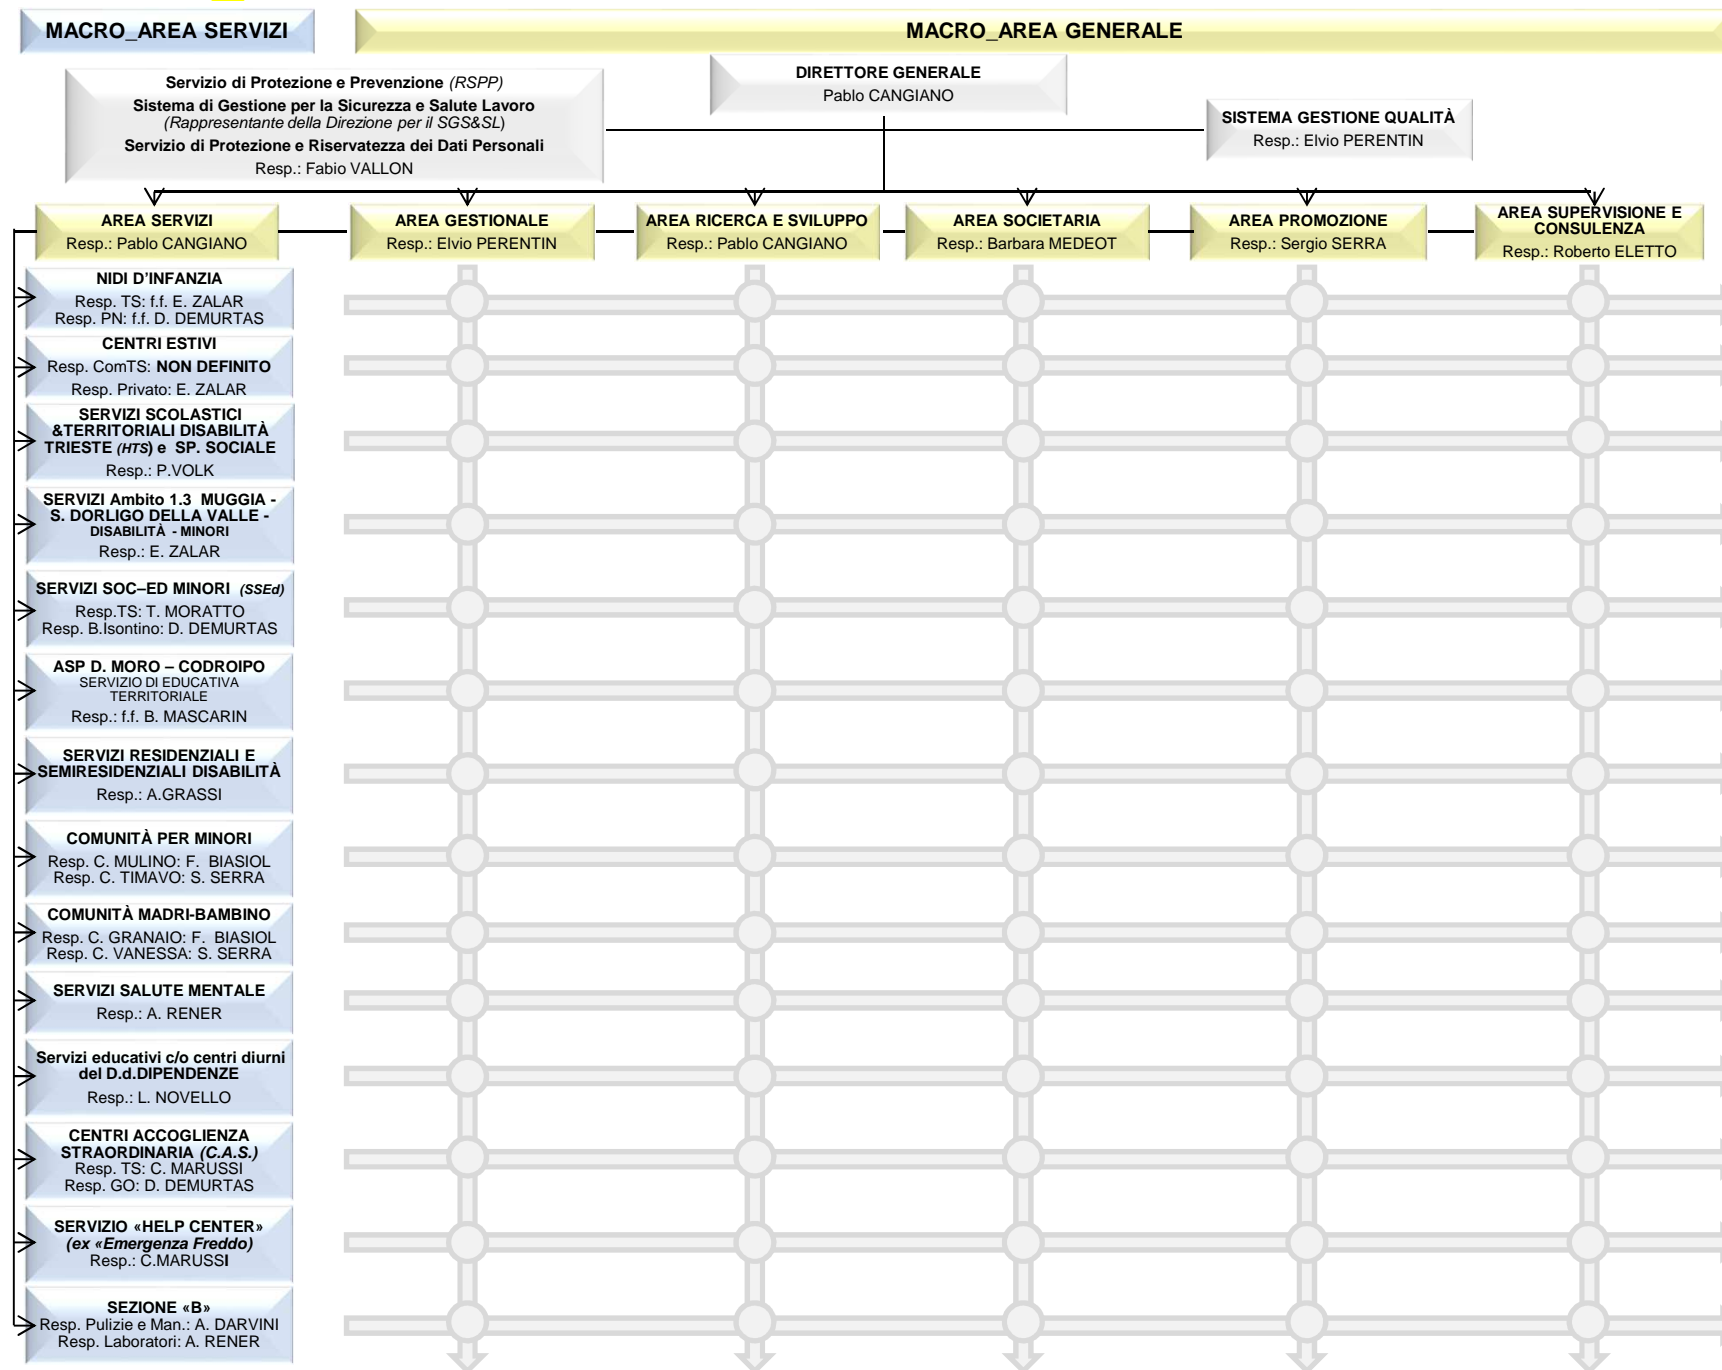 MACRO_AREA SERVIZI
MACRO_AREA GENERALE
Servizio di Protezione e Prevenzione (RSPP)
Sistema di Gestione per la Sicurezza e Salute Lavoro
(Rappresentante della Direzione per il SGS&SL)
Servizio di Protezione e Riservatezza dei Dati Personali
Resp.: Fabio VALLON
DIRETTORE GENERALE
Pablo CANGIANO
SISTEMA GESTIONE QUALITÀ
Resp.: Elvio PERENTIN
AREA SERVIZI
Resp.: Pablo CANGIANO
AREA GESTIONALE
Resp.: Elvio PERENTIN
AREA RICERCA E SVILUPPO
Resp.: Pablo CANGIANO
AREA SOCIETARIA
Resp.: Barbara MEDEOT
AREA PROMOZIONE
Resp.: Sergio SERRA
AREA SUPERVISIONE E
CONSULENZA
Resp.: Roberto ELETTO
NIDI D'INFANZIA
Resp. TS: f.f. E. ZALAR
Resp. PN: f.f. D. DEMURTAS
CENTRI ESTIVI
Resp. ComTS: NON DEFINITO
Resp. Privato: E. ZALAR
SERVIZI SCOLASTICI
&TERRITORIALI DISABILITÀ
TRIESTE (HTS) e SP. SOCIALE
Resp.: P.VOLK
SERVIZI Ambito 1.3 MUGGIA -
S. DORLIGO DELLA VALLE -
DISABILITÀ - MINORI
Resp.: E. ZALAR
SERVIZI SOC–ED MINORI (SSEd)
Resp.TS: T. MORATTO
Resp. B.Isontino: D. DEMURTAS
ASP D. MORO – CODROIPO
SERVIZIO DI EDUCATIVA
TERRITORIALE
Resp.: f.f. B. MASCARIN
SERVIZI RESIDENZIALI E
SEMIRESIDENZIALI DISABILITÀ
Resp.: A.GRASSI
COMUNITÀ PER MINORI
Resp. C. MULINO: F. BIASIOL
Resp. C. TIMAVO: S. SERRA
COMUNITÀ MADRI-BAMBINO
Resp. C. GRANAIO: F. BIASIOL
Resp. C. VANESSA: S. SERRA
SERVIZI SALUTE MENTALE
Resp.: A. RENER
Servizi educativi c/o centri diurni
del D.d.DIPENDENZE
Resp.: L. NOVELLO
CENTRI ACCOGLIENZA
STRAORDINARIA (C.A.S.)
Resp. TS: C. MARUSSI
Resp. GO: D. DEMURTAS
SERVIZIO «HELP CENTER»
(ex «Emergenza Freddo)
Resp.: C.MARUSSI
SEZIONE «B»
Resp. Pulizie e Man.: A. DARVINI
Resp. Laboratori: A. RENER